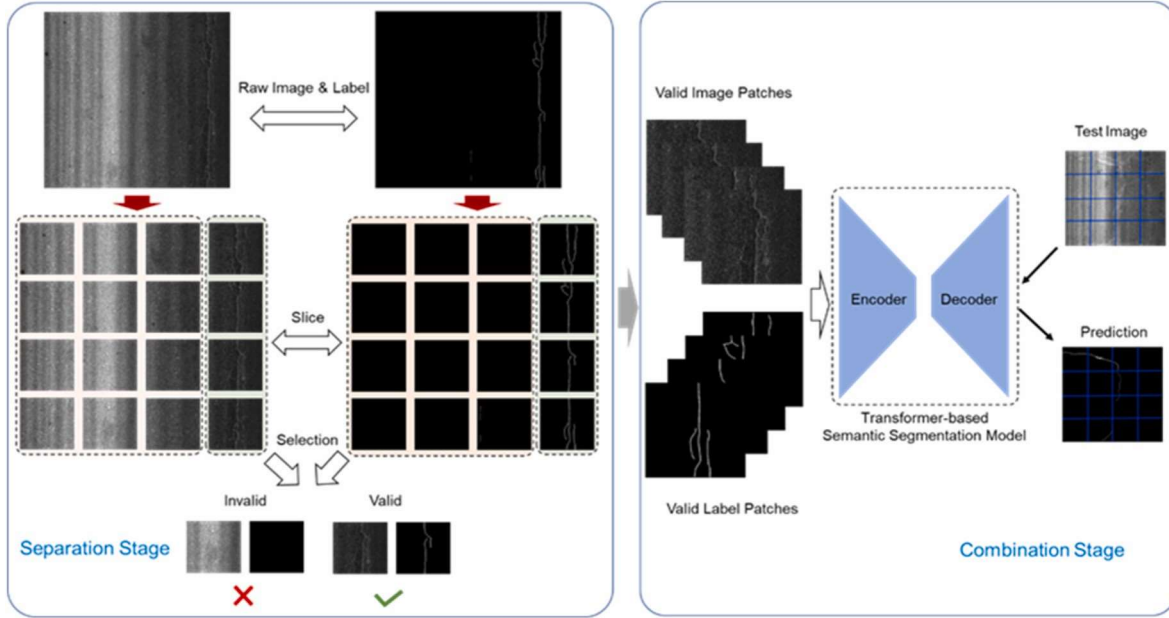 Raw Image & Label
Slice
Selection
Invalid
Valid
Separation Stage
Valid Image Patches
Test Image
Encoder
Decoder
Prediction
Transformer-based
Semantic Segmentation Model
Valid Label Patches
Combination Stage